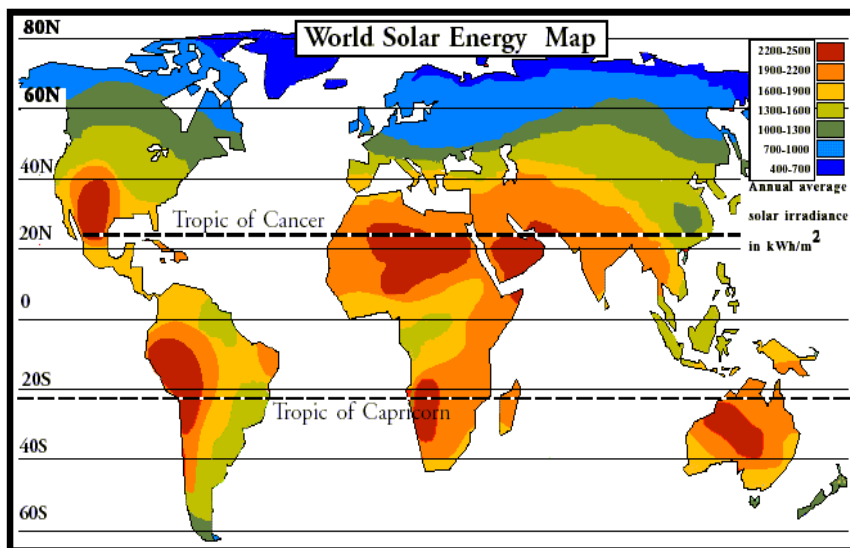 World Solar Energy Map
80N
60N
40N
20N
0
20S
40S
60S
Tropic of Cancer
Tropic of Capricorn
2200-2500
1900-2200
1600-1900
1300-1600
1000-1300
700-1000
400-700
Annual average
solar irradiance
in kWh/m²